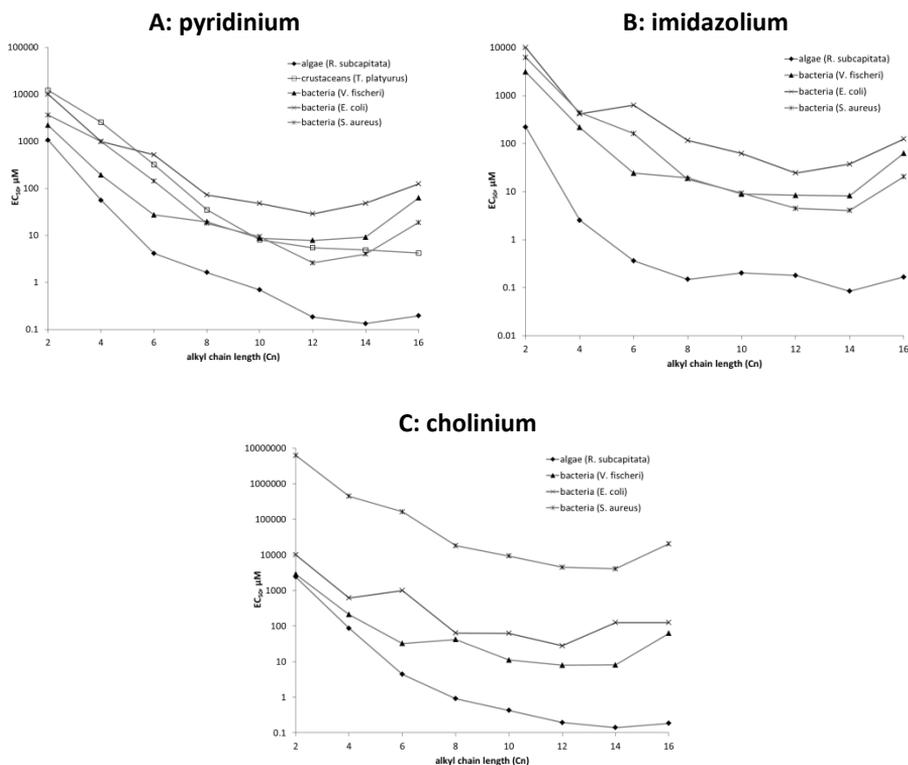 A: pyridinium
100000
10000
1000
100
10
1
0.1
EC50, µM
2 4 6 8 10 12 14 16
alkyl chain length (Cn)
algae (R. subcapitata)
crustaceans (T. platyurus)
bacteria (V. fischeri)
bacteria (E. coli)
bacteria (S. aureus)
B: imidazolium
10000
1000
100
10
1
0.1
0.01
EC50, µM
2 4 6 8 10 12 14 16
alkyl chain length (Cn)
algae (R. subcapitata)
bacteria (V. fischeri)
bacteria (E. coli)
bacteria (S. aureus)
C: cholinium
10000000
1000000
100000
10000
1000
100
10
1
0.1
EC50, µM
2 4 6 8 10 12 14 16
alkyl chain length (Cn)
algae (R. subcapitata)
bacteria (V. fischeri)
bacteria (E. coli)
bacteria (S. aureus)